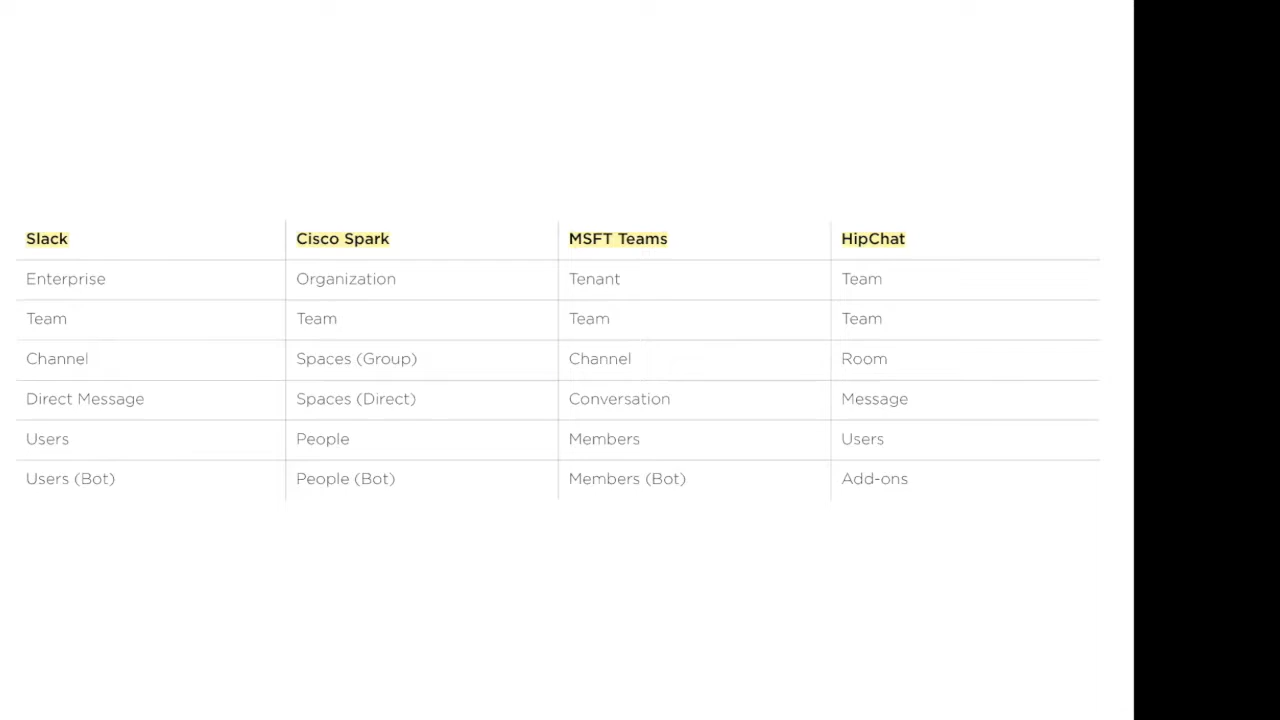 Slack Cisco Spark MSFT Teams HipChat
Enterprise Organization Tenant Team
Team Team Team Team
Channel Spaces (Group) Channel Room
Direct Message Spaces (Direct) Conversation Message
Users People Members Users
Users (Bot) People (Bot) Members (Bot) Add-ons